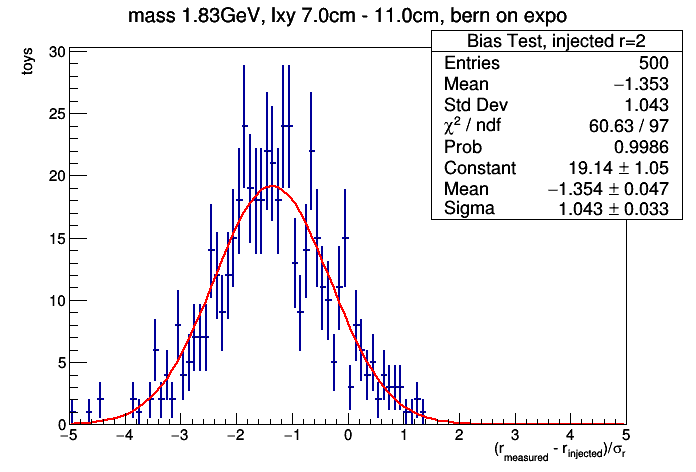 mass 1.83GeV, lxy 7.0cm - 11.0cm, bern on expo
toys
Bias Test, injected r=2
Entries 500
Mean −1.353
Std Dev 1.043
χ² / ndf 60.63 / 97
Prob 0.9986
Constant 19.14 ± 1.05
Mean −1.354 ± 0.047
Sigma 1.043 ± 0.033
30
25
20
15
10
5
0
−5 −4 −3 −2 −1 0 1 2 3 4 5
(r_measured - r_injected)/σ_r